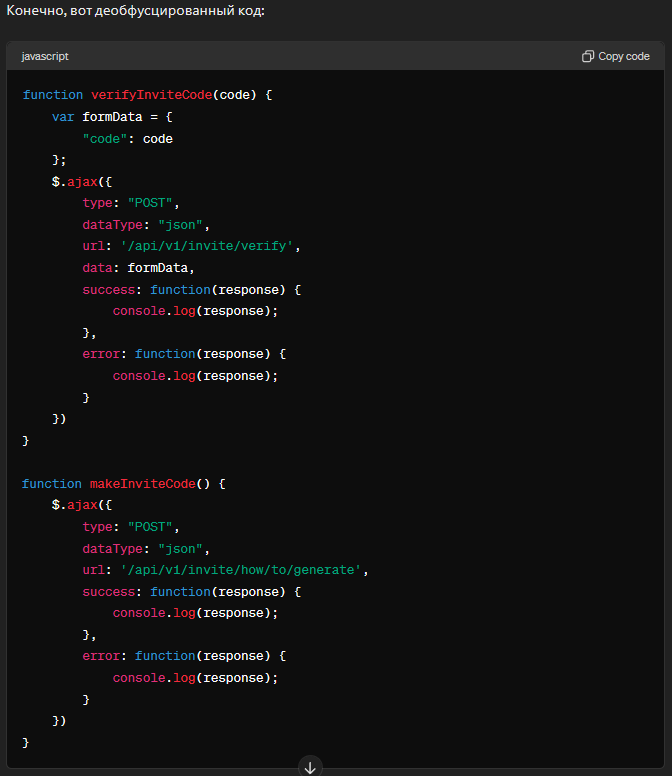 Конечно, вот деобфусцированный код:
javascript
Copy code
function verifyInviteCode(code) {
    var formData = {
        "code": code
    };
    $.ajax({
        type: "POST",
        dataType: "json",
        url: '/api/v1/invite/verify',
        data: formData,
        success: function(response) {
            console.log(response);
        },
        error: function(response) {
            console.log(response);
        }
    })
}

function makeInviteCode() {
    $.ajax({
        type: "POST",
        dataType: "json",
        url: '/api/v1/invite/how/to/generate',
        success: function(response) {
            console.log(response);
        },
        error: function(response) {
            console.log(response);
        }
    })
}